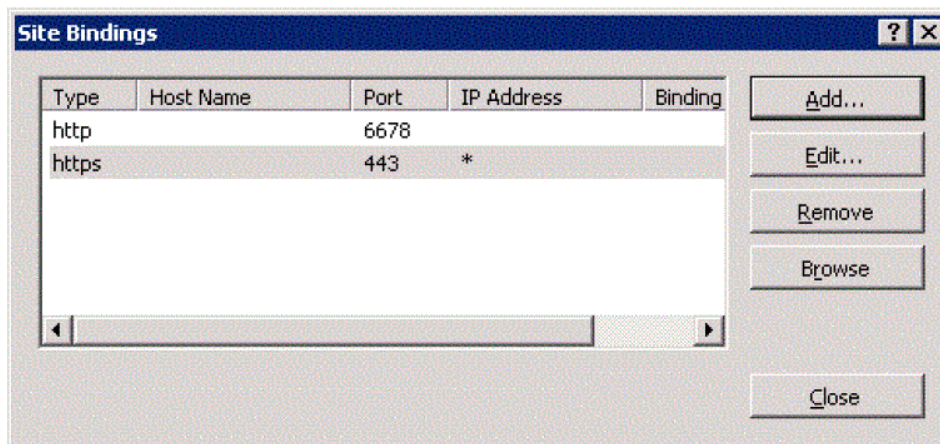 Site Bindings
Type Host Name Port IP Address Binding
http 6678
https 443 *
Add...
Edit...
Remove
Browse
Close